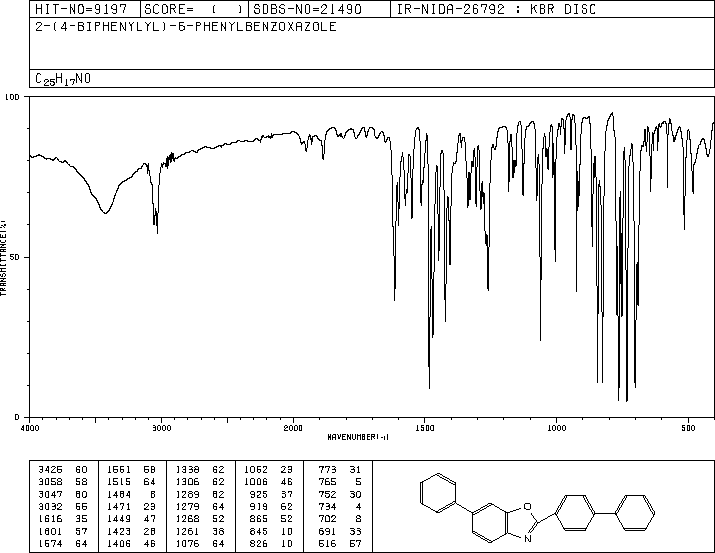 HIT-NO=9197 SCORE= ( ) SDBS-NO=21490 IR-NIDA-26792 : KBR DISC
2-(4-BIPHENYLYL)-6-PHENYLBENZOXAZOLE
C25H17NO
100
50
0
TRANSMITTANCE(%)
4000 3000 2000 1500 1000 500
WAVENUMBER(-1)
3425 60 1551 58 1338 62 1062 23 773 31
3058 58 1515 64 1306 62 1006 46 765 5
3047 60 1484 8 1289 62 925 37 752 30
3032 55 1471 23 1279 64 919 62 734 4
1616 35 1449 47 1268 52 865 52 702 8
1601 57 1423 28 1261 38 845 10 691 33
1574 64 1406 46 1076 64 826 10 516 57
O
N